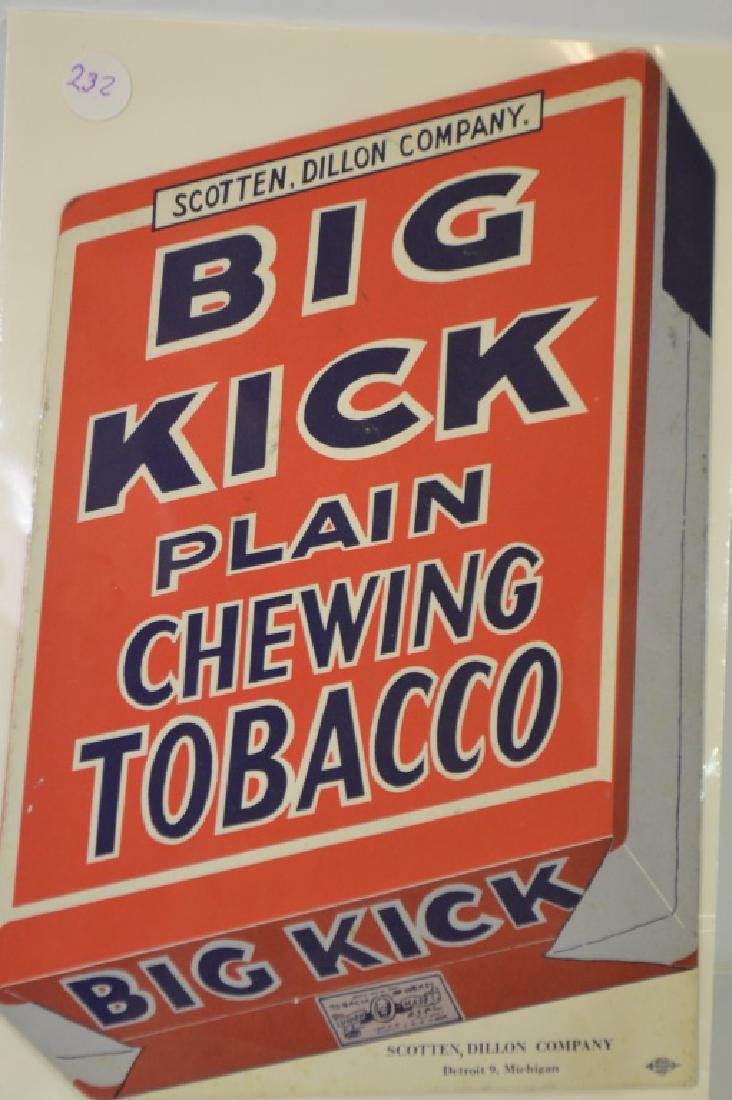 232
SCOTTEN, DILLON COMPANY.
BIG
KICK
PLAIN
CHEWING
TOBACCO
BIG KICK
SCOTTEN, DILLON COMPANY
Detroit 9, Michigan